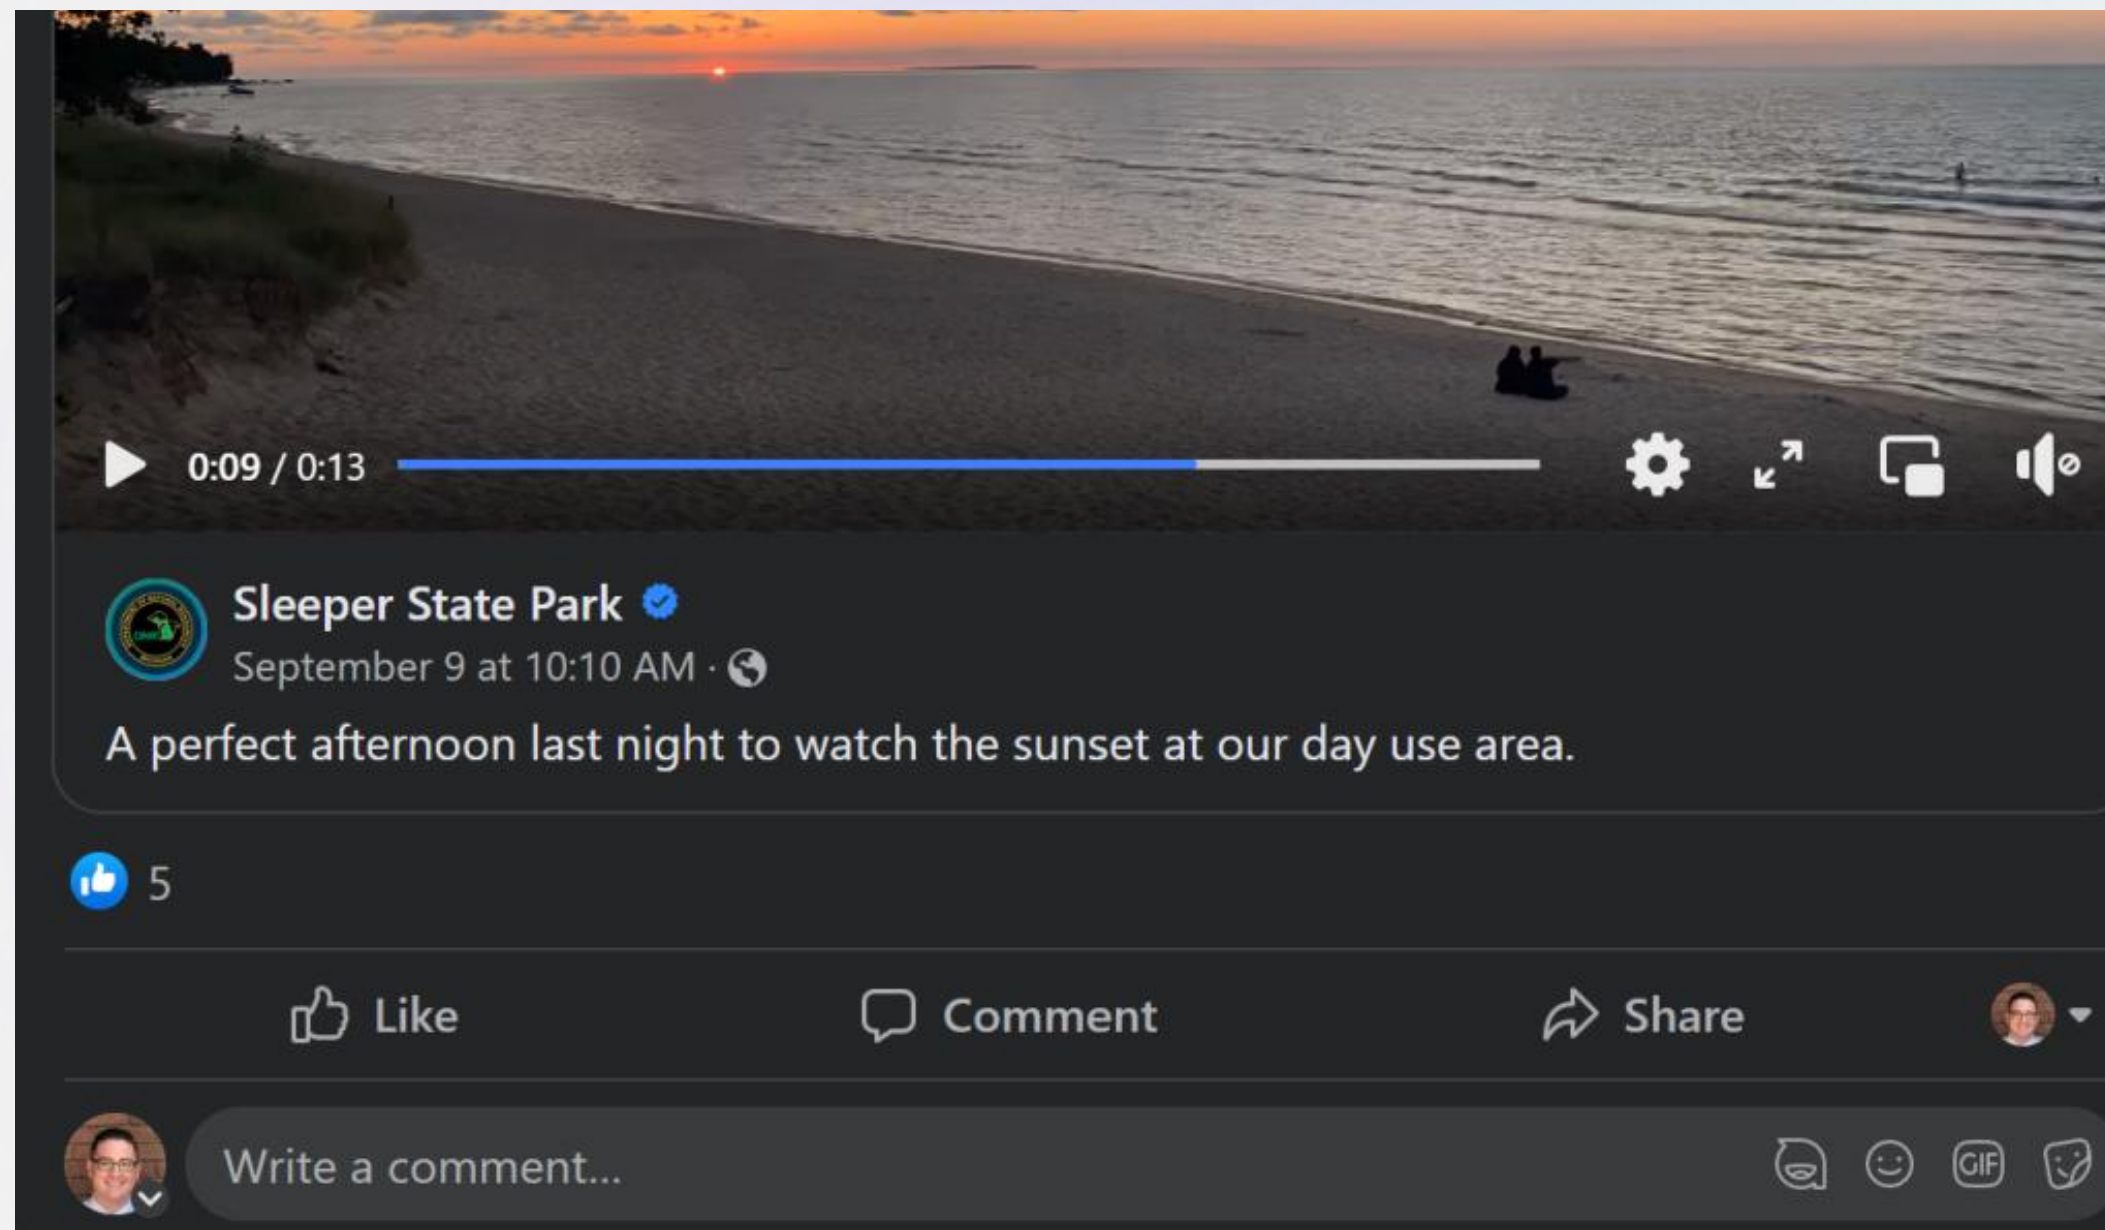 0:09 / 0:13
Sleeper State Park
September 9 at 10:10 AM ·
A perfect afternoon last night to watch the sunset at our day use area.
5
Like Comment Share
Write a comment...
GIF